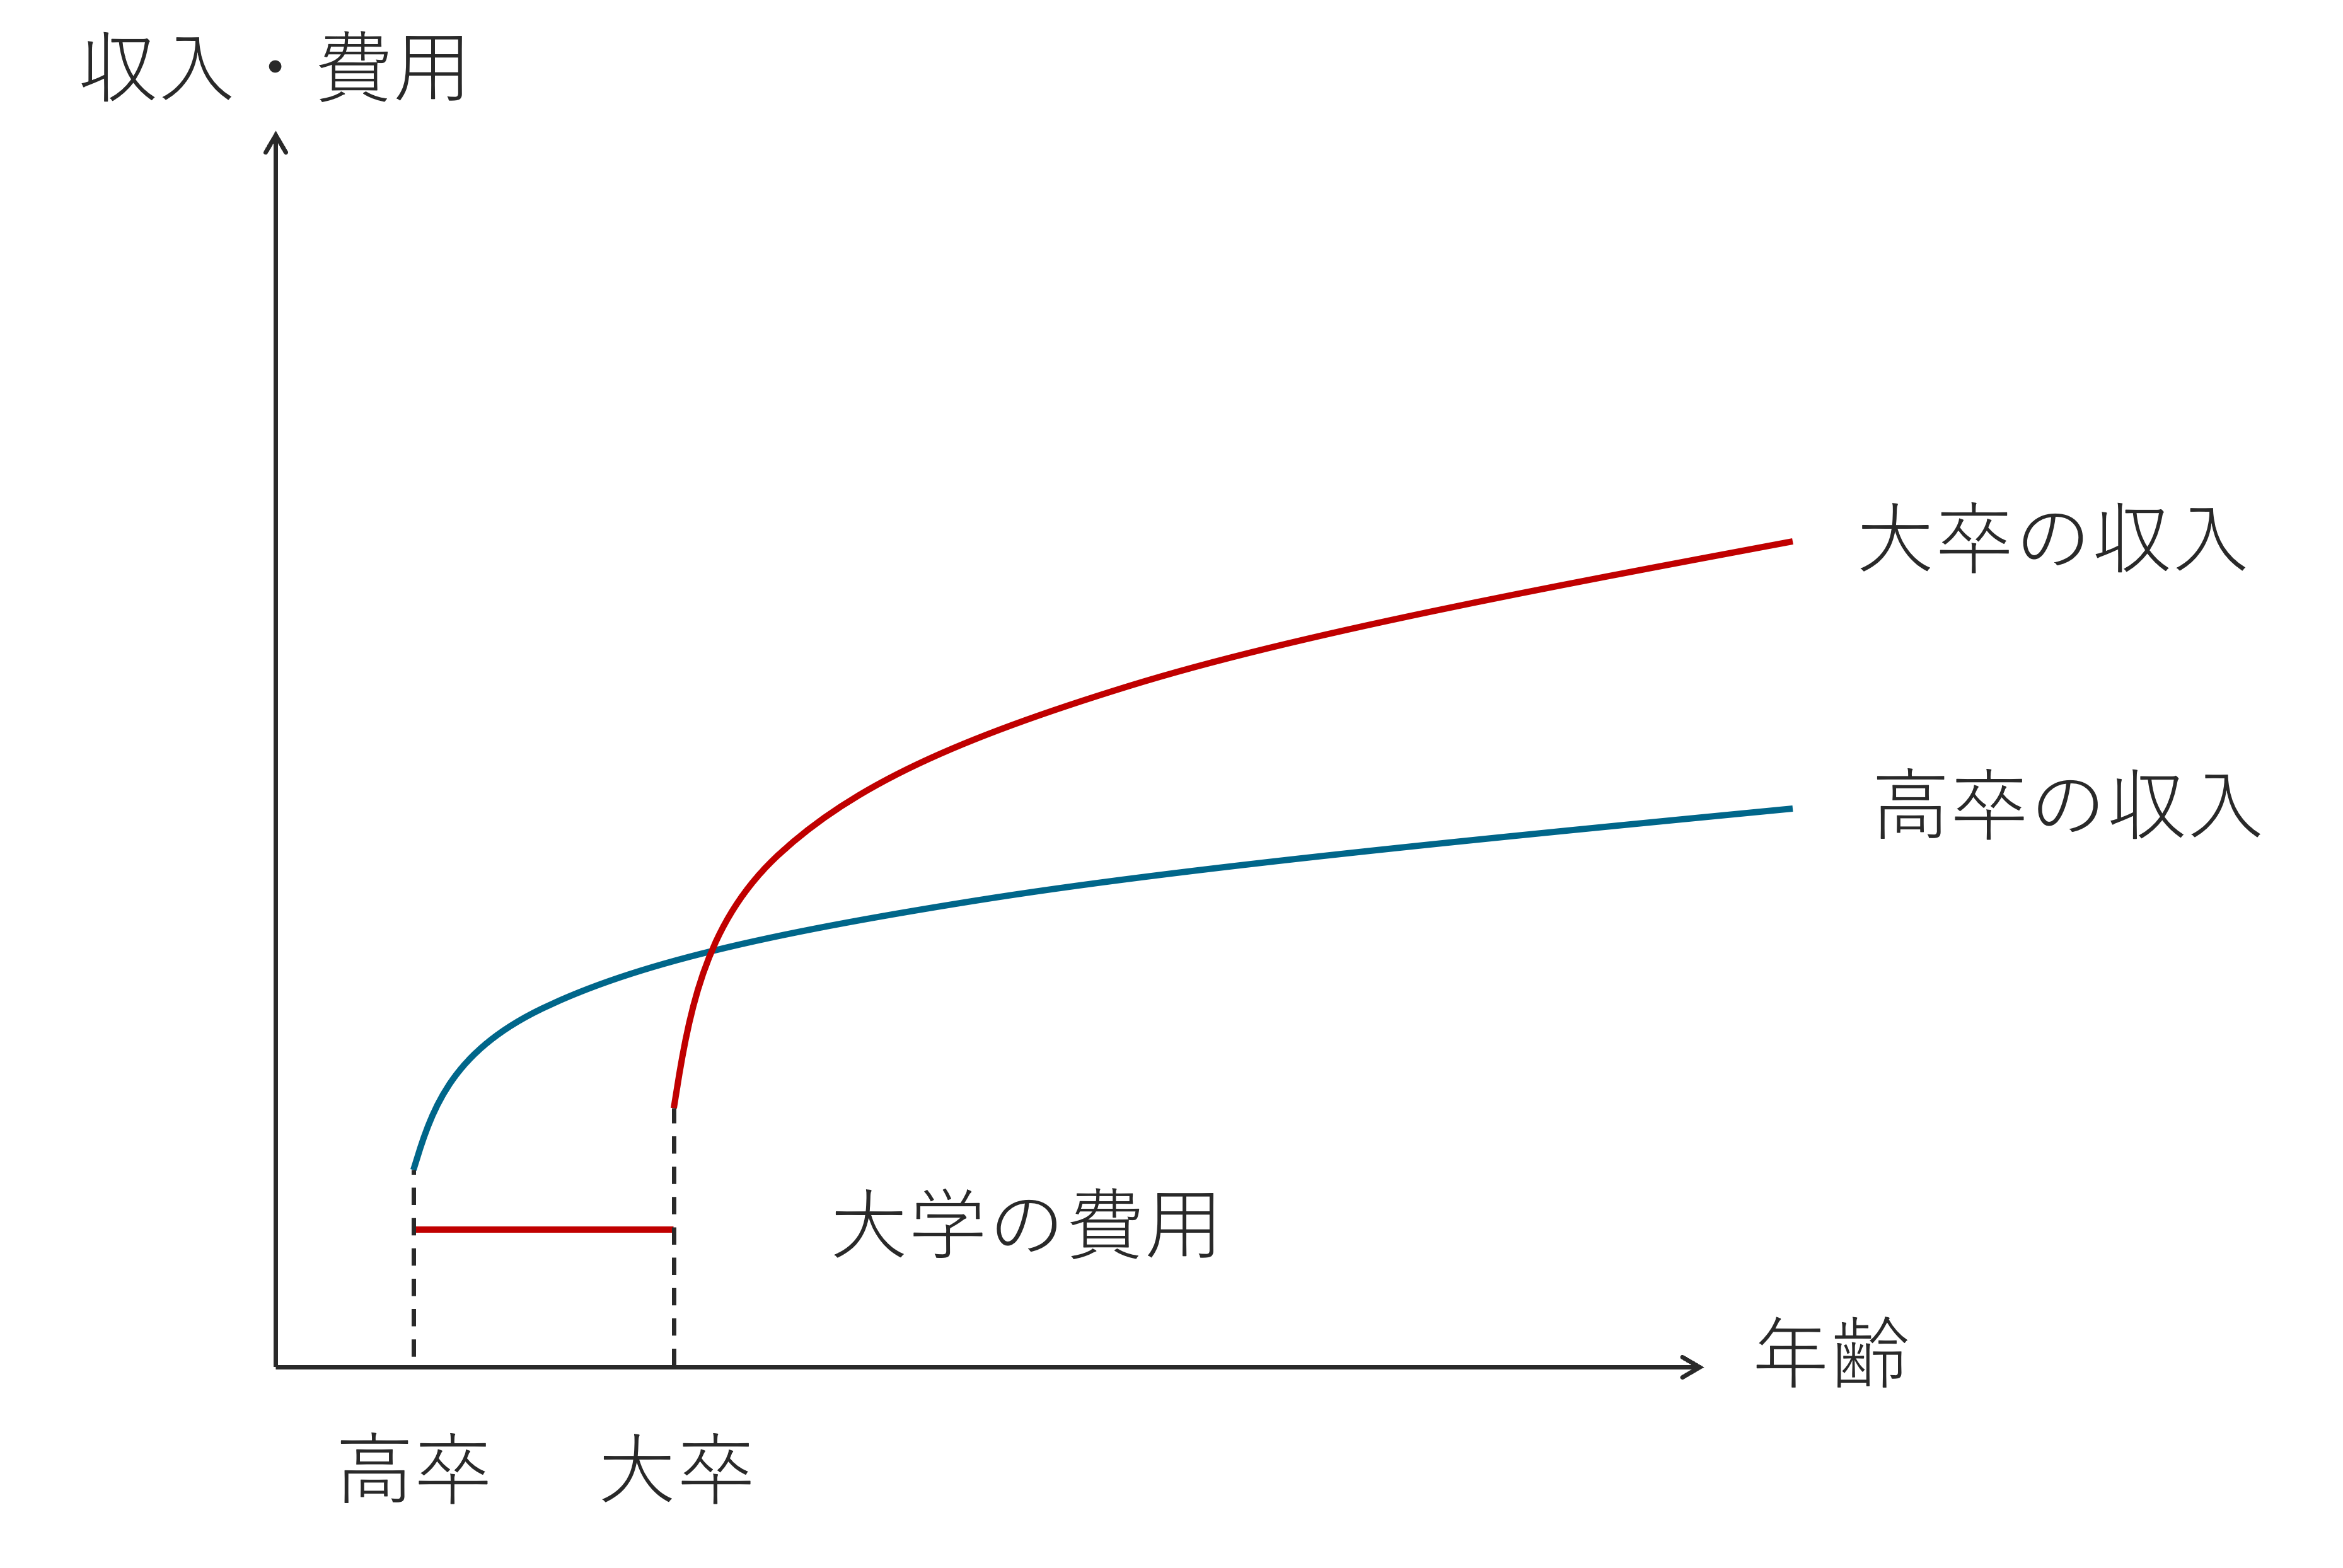 収入・費用
大卒の収入
高卒の収入
大学の費用
年齢
高卒
大卒